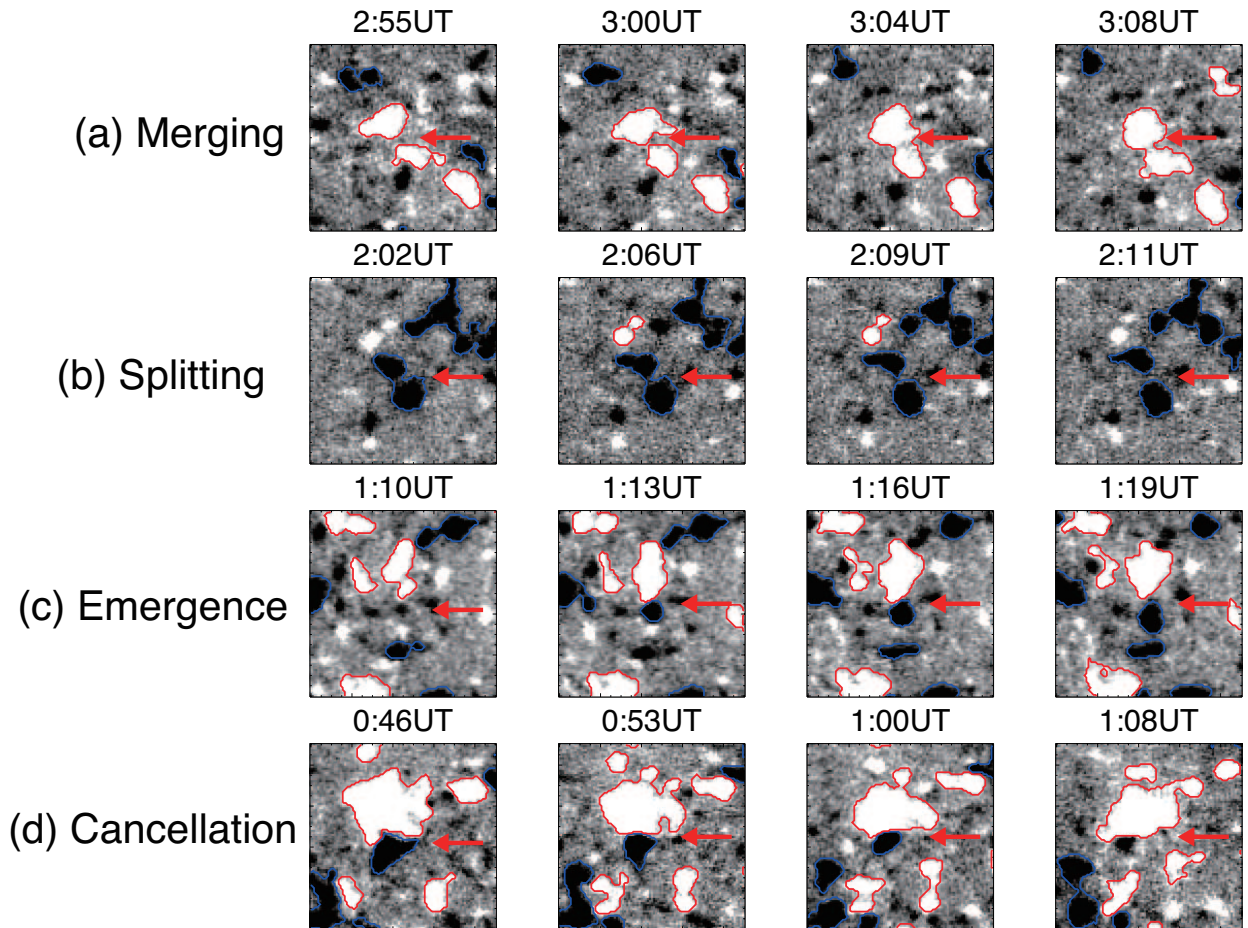 2:55UT 3:00UT 3:04UT 3:08UT
(a) Merging
2:02UT 2:06UT 2:09UT 2:11UT
(b) Splitting
1:10UT 1:13UT 1:16UT 1:19UT
(c) Emergence
0:46UT 0:53UT 1:00UT 1:08UT
(d) Cancellation